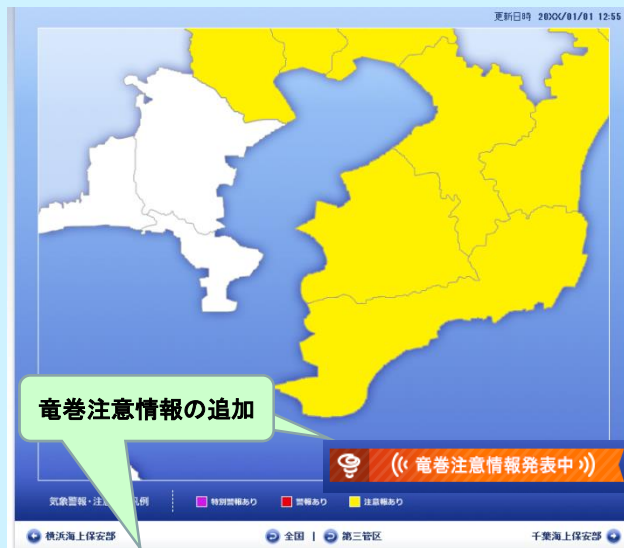 更新日時 20XX/01/01 12:55
竜巻注意情報の追加
((( 竜巻注意情報発表中 )))
気象警報・注 凡例 特別警報あり 警報あり 注意報あり
横浜海上保安部 全国 | 第三管区 千葉海上保安部